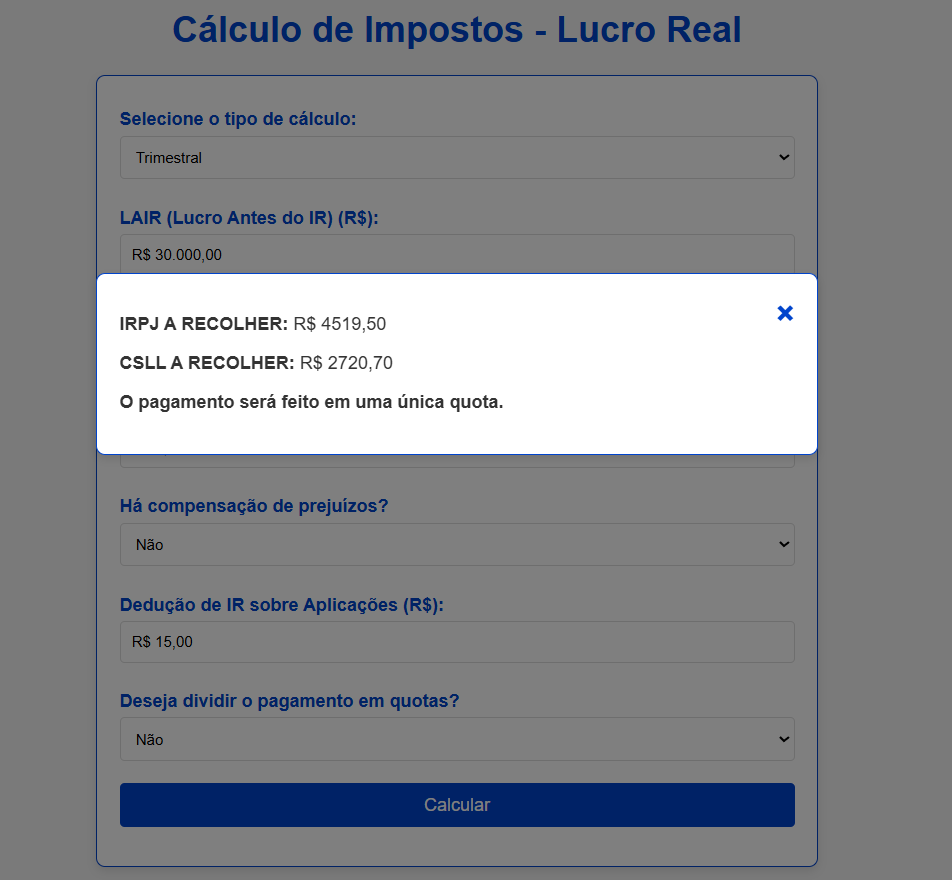 Cálculo de Impostos - Lucro Real
Selecione o tipo de cálculo:
Trimestral
LAIR (Lucro Antes do IR) (R$):
R$ 30.000,00
IRPJ A RECOLHER: R$ 4519,50
CSLL A RECOLHER: R$ 2720,70
O pagamento será feito em uma única quota.
Há compensação de prejuízos?
Não
Dedução de IR sobre Aplicações (R$):
R$ 15,00
Deseja dividir o pagamento em quotas?
Não
Calcular